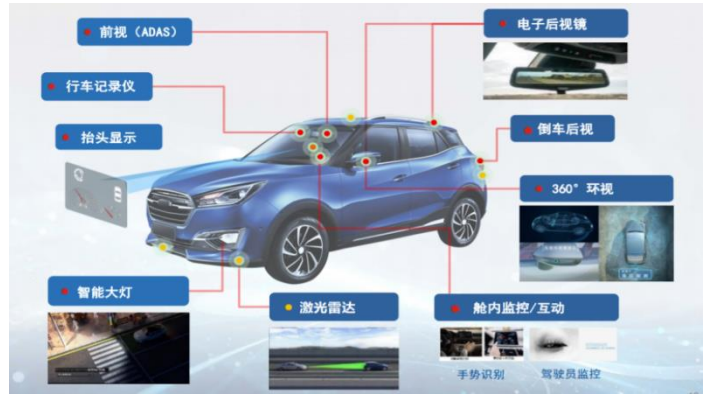 前视（ADAS）
电子后视镜
行车记录仪
抬头显示
倒车后视
360° 环视
智能大灯
激光雷达
舱内监控/互动
手势识别
驾驶员监控